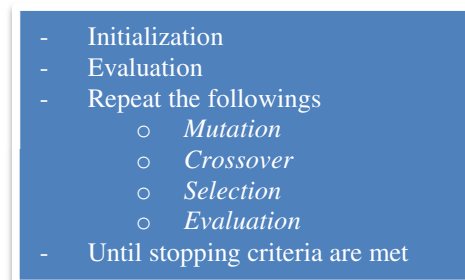 - Initialization
- Evaluation
- Repeat the followings
o Mutation
o Crossover
o Selection
o Evaluation
- Until stopping criteria are met